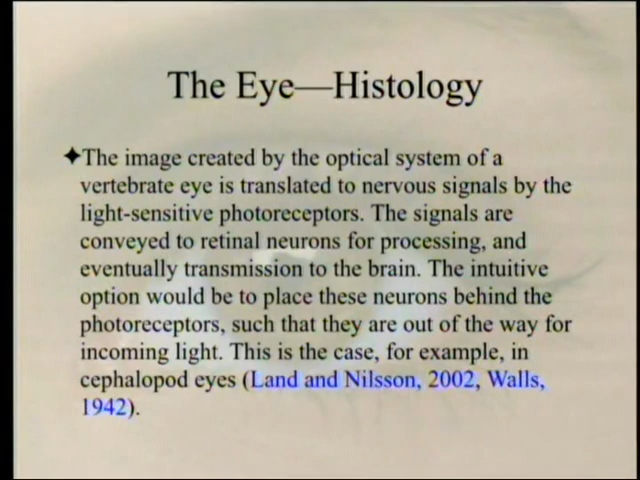 The Eye—Histology
✦The image created by the optical system of a
vertebrate eye is translated to nervous signals by the
light-sensitive photoreceptors. The signals are
conveyed to retinal neurons for processing, and
eventually transmission to the brain. The intuitive
option would be to place these neurons behind the
photoreceptors, such that they are out of the way for
incoming light. This is the case, for example, in
cephalopod eyes (Land and Nilsson, 2002, Walls,
1942).